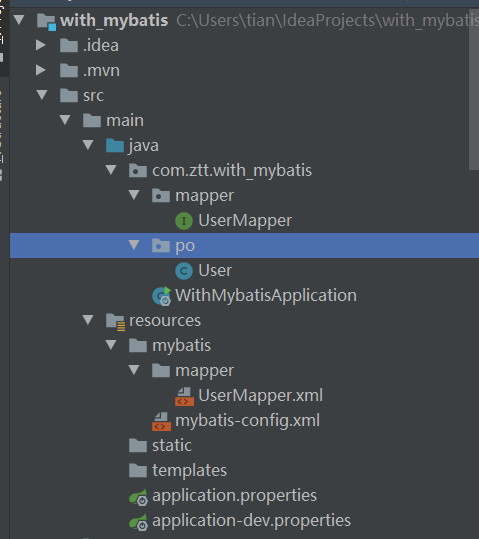 with_mybatis C:\Users\tian\IdeaProjects\with_mybatis
.idea
.mvn
src
main
java
com.ztt.with_mybatis
mapper
I UserMapper
po
C User
WithMybatisApplication
resources
mybatis
mapper
UserMapper.xml
mybatis-config.xml
static
templates
application.properties
application-dev.properties